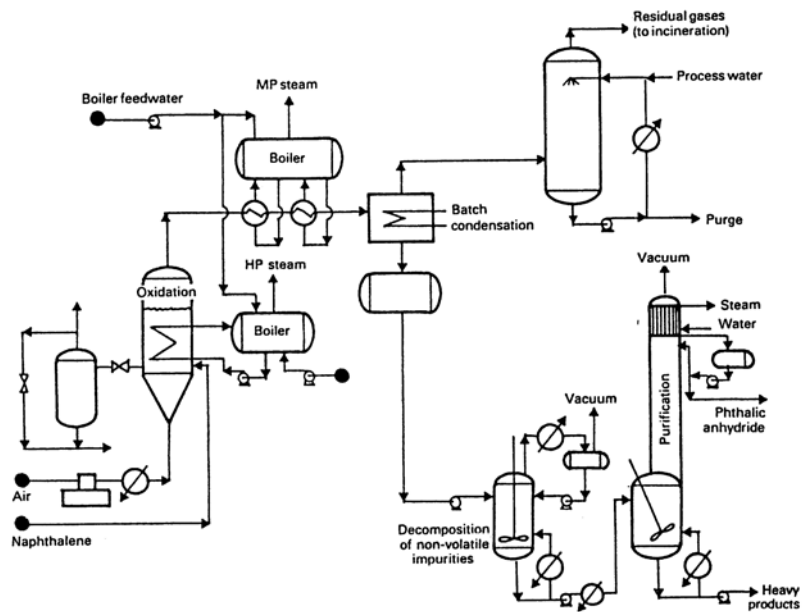 Residual gases
(to incineration)
MP steam
Process water
Boiler feedwater
Boiler
Batch
condensation
Purge
HP steam
Vacuum
Oxidation
Steam
Boiler
Water
Purification
Vacuum
Phthalic
anhydride
Air
Decomposition
of non-volatile
impurities
Naphthalene
Heavy
products